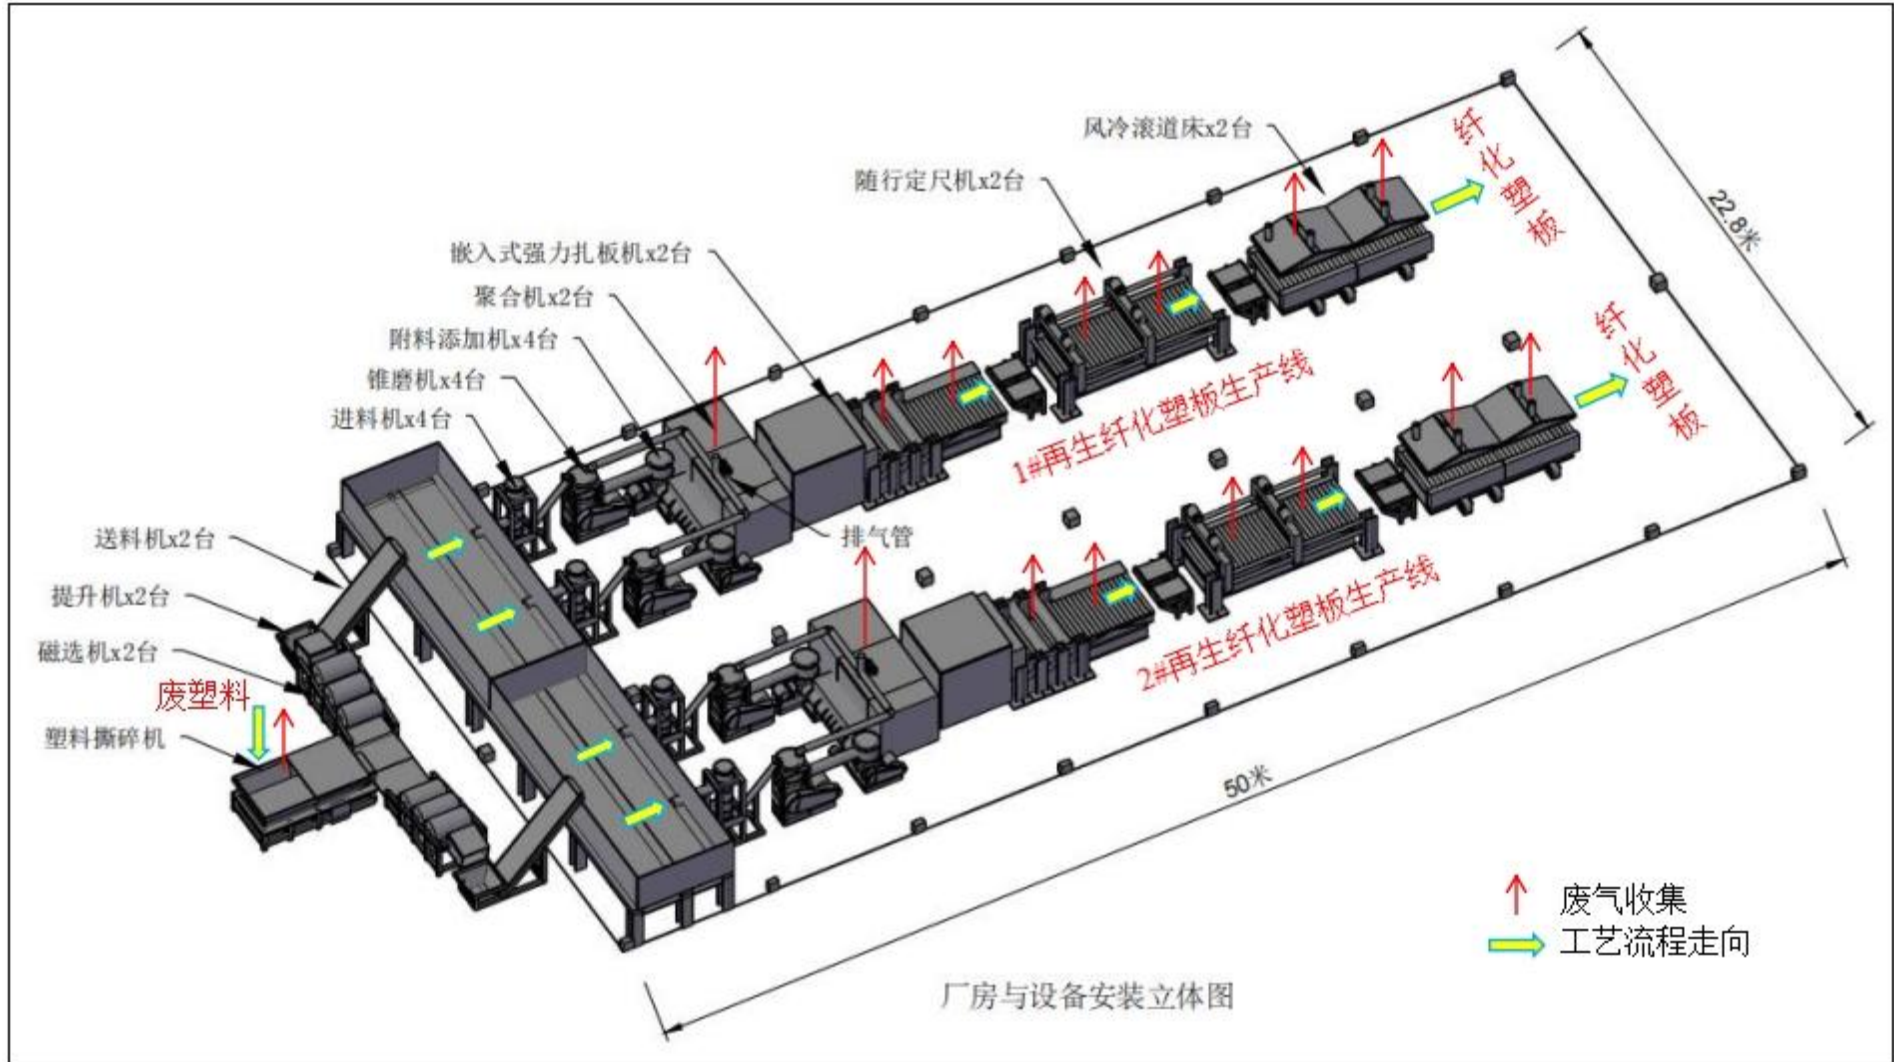 风冷滚道床x2台
纤化塑板
随行定尺机x2台
22.8米
嵌入式强力扎板机x2台
聚合机x2台
附料添加机x4台
锥磨机x4台
进料机x4台
纤化塑板
1#再生纤化塑板生产线
排气管
送料机x2台
提升机x2台
磁选机x2台
废塑料
塑料撕碎机
2#再生纤化塑板生产线
50米
废气收集
工艺流程走向
厂房与设备安装立体图